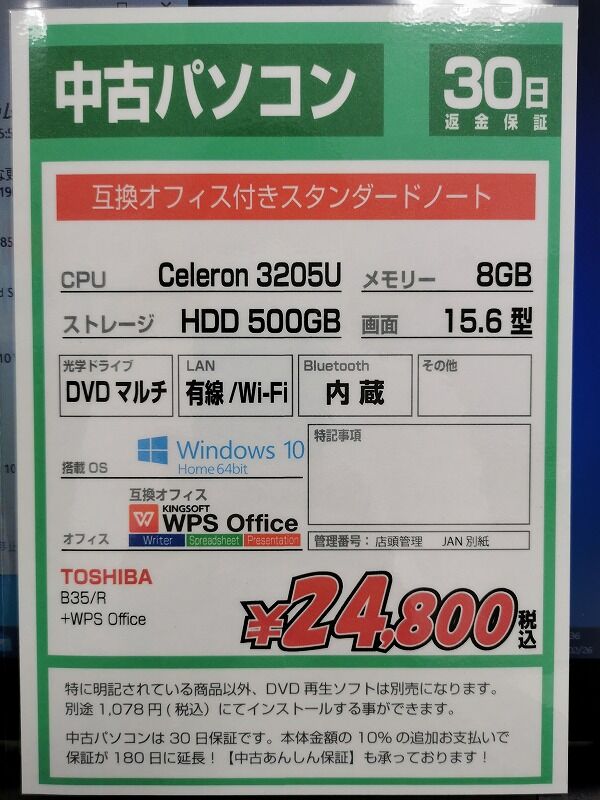 中古パソコン
30日
返金保証
互換オフィス付きスタンダードノート
CPU Celeron 3205U メモリー 8GB
ストレージ HDD 500GB 画面 15.6 型
光学ドライブ LAN Bluetooth その他
DVD マルチ 有線/Wi-Fi 内蔵
搭載OS Windows 10
Home 64bit
特記事項
互換オフィス
KINGSOFT
オフィス WPS Office
Writer Spreadsheet Presentation
管理番号： 店頭管理 JAN 別紙
TOSHIBA
B35/R
+WPS Office
¥24,800税込
特に明記されている商品以外、DVD 再生ソフトは別売になります。
別途 1,078 円 ( 税込 ) にてインストールする事ができます。
中古パソコンは 30 日保証です。本体金額の 10% の追加お支払いで
保証が 180 日に延長！【中古あんしん保証】も承っております！